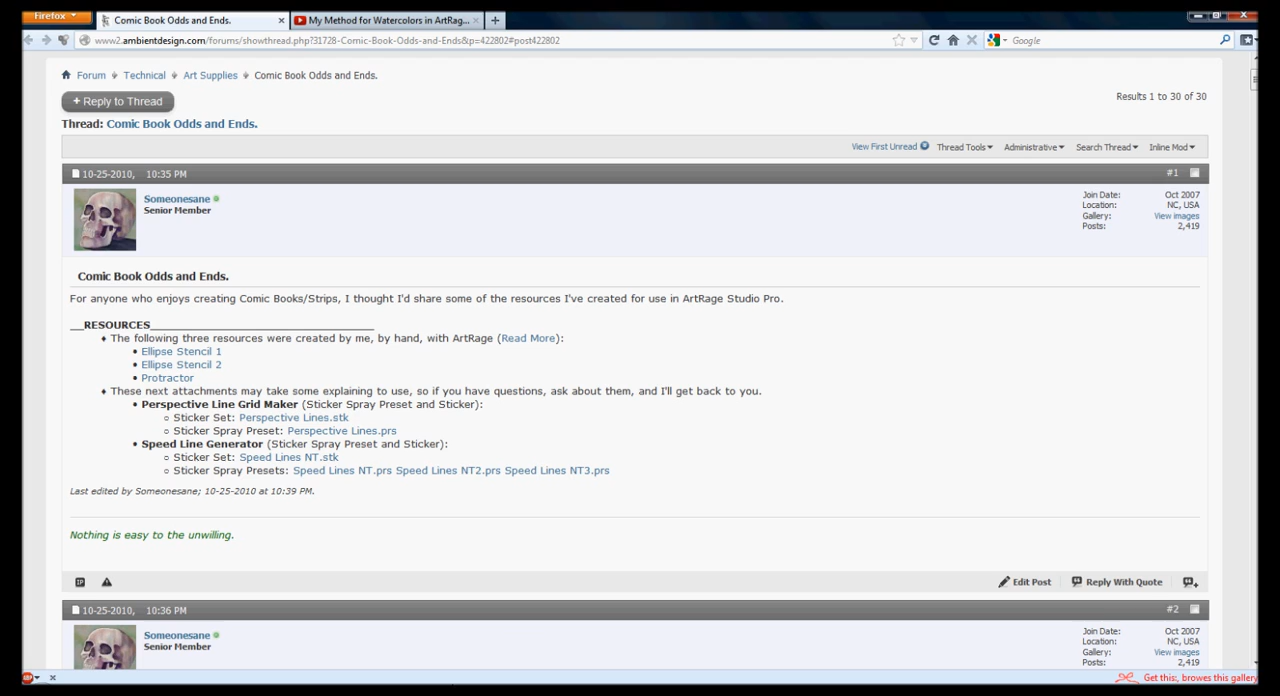 Firefox
Comic Book Odds and Ends.
My Method for Watercolors in ArtRage...
www2.ambientdesign.com/forums/showthread.php?31728-Comic-Book-Odds-and-Ends&p=422802#post422802
Google
Forum Technical Art Supplies Comic Book Odds and Ends.
+ Reply to Thread
Results 1 to 30 of 30
Thread: Comic Book Odds and Ends.
View First Unread Thread Tools Administrative Search Thread Inline Mod
10-25-2010, 10:35 PM #1
Someonesane
Senior Member
Join Date: Oct 2007
Location: NC, USA
Gallery: View images
Posts: 2,419
Comic Book Odds and Ends.
For anyone who enjoys creating Comic Books/Strips, I thought I'd share some of the resources I've created for use in ArtRage Studio Pro.
__RESOURCES__________________________________
♦ The following three resources were created by me, by hand, with ArtRage (Read More):
• Ellipse Stencil 1
• Ellipse Stencil 2
• Protractor
♦ These next attachments may take some explaining to use, so if you have questions, ask about them, and I'll get back to you.
• Perspective Line Grid Maker (Sticker Spray Preset and Sticker):
○ Sticker Set: Perspective Lines.stk
○ Sticker Spray Preset: Perspective Lines.prs
• Speed Line Generator (Sticker Spray Preset and Sticker):
○ Sticker Set: Speed Lines NT.stk
○ Sticker Spray Presets: Speed Lines NT.prs Speed Lines NT2.prs Speed Lines NT3.prs
Last edited by Someonesane; 10-25-2010 at 10:39 PM.
Nothing is easy to the unwilling.
IP
Edit Post Reply With Quote
10-25-2010, 10:36 PM #2
Someonesane
Senior Member
Join Date: Oct 2007
Location: NC, USA
Gallery: View images
Posts: 2,419
ABP
Get this:, browes this gallery